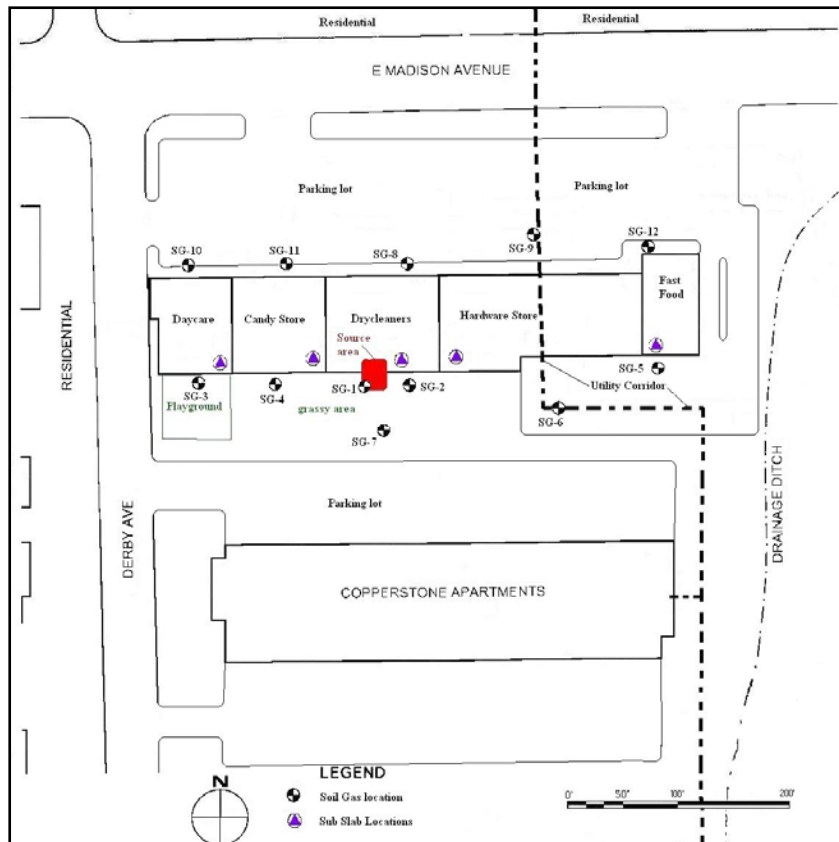 Residential
Residential
E MADISON AVENUE
Parking lot
Parking lot
SG-10
SG-11
SG-8
SG-9
SG-12
Daycare
Candy Store
Drycleaners
Hardware Store
Fast
Food
Source
area
SG-3
SG-4
SG-1
SG-2
SG-5
Utility Corridor
Playground
grassy area
SG-6
SG-7
RESIDENTIAL
Parking lot
DERBY AVE
DRAINAGE DITCH
COPPERSTONE APARTMENTS
N
LEGEND
Soil Gas location
Sub Slab Locations
0' 50' 100' 200'